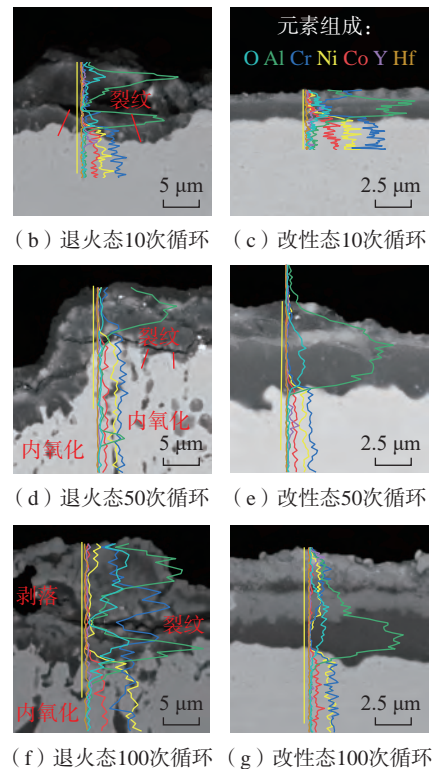 元素组成：
O Al Cr Ni Co Y Hf
裂纹
5 μm
2.5 μm
（b）退火态10次循环
（c）改性态10次循环
裂纹
内氧化
内氧化
5 μm
2.5 μm
（d）退火态50次循环
（e）改性态50次循环
剥落
裂纹
内氧化
5 μm
2.5 μm
（f）退火态100次循环
（g）改性态100次循环